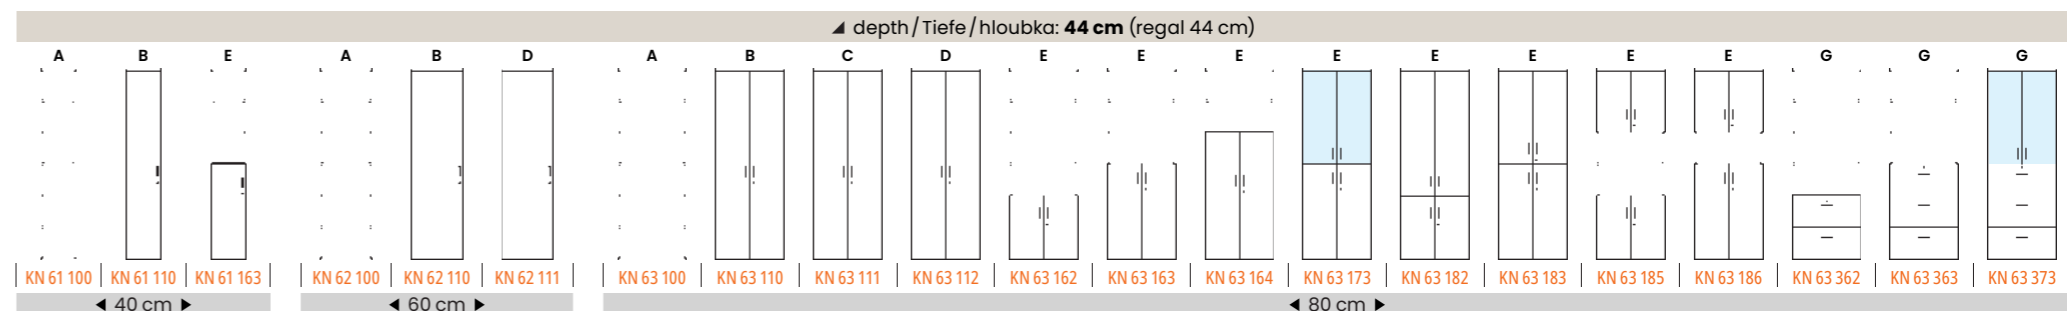 ◢ depth/Tiefe/hloubka: 44 cm (regal 44 cm)
A B E A B D A B C D E E E E E E E E G G G
KN 61 100 KN 61 110 KN 61 163 KN 62 100 KN 62 110 KN 62 111 KN 63 100 KN 63 110 KN 63 111 KN 63 112 KN 63 162 KN 63 163 KN 63 164 KN 63 173 KN 63 182 KN 63 183 KN 63 185 KN 63 186 KN 63 362 KN 63 363 KN 63 373
◀ 40 cm ▶ ◀ 60 cm ▶ ◀ 80 cm ▶